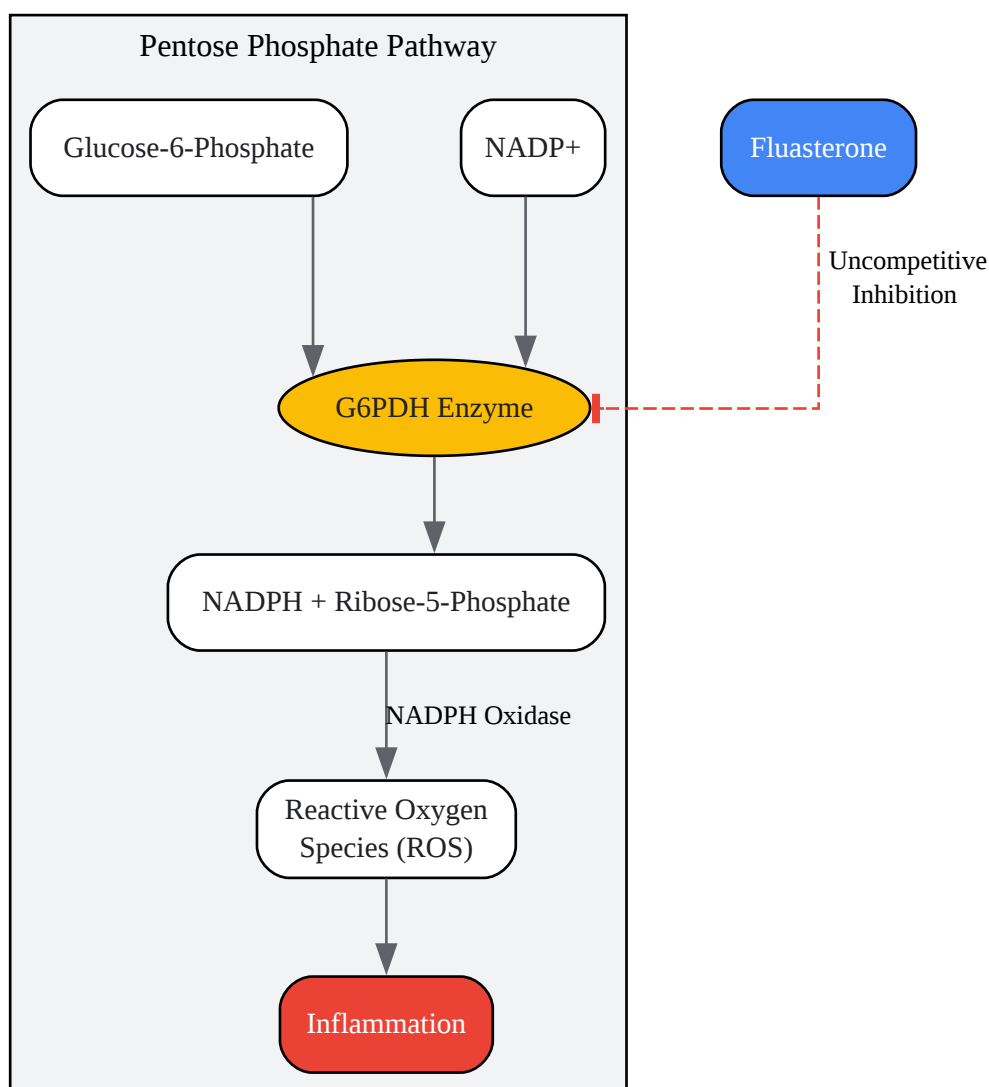 Pentose Phosphate Pathway
Glucose-6-Phosphate
NADP+
Fluasterone
Uncompetitive
Inhibition
G6PDH Enzyme
NADPH + Ribose-5-Phosphate
NADPH Oxidase
Reactive Oxygen
Species (ROS)
Inflammation